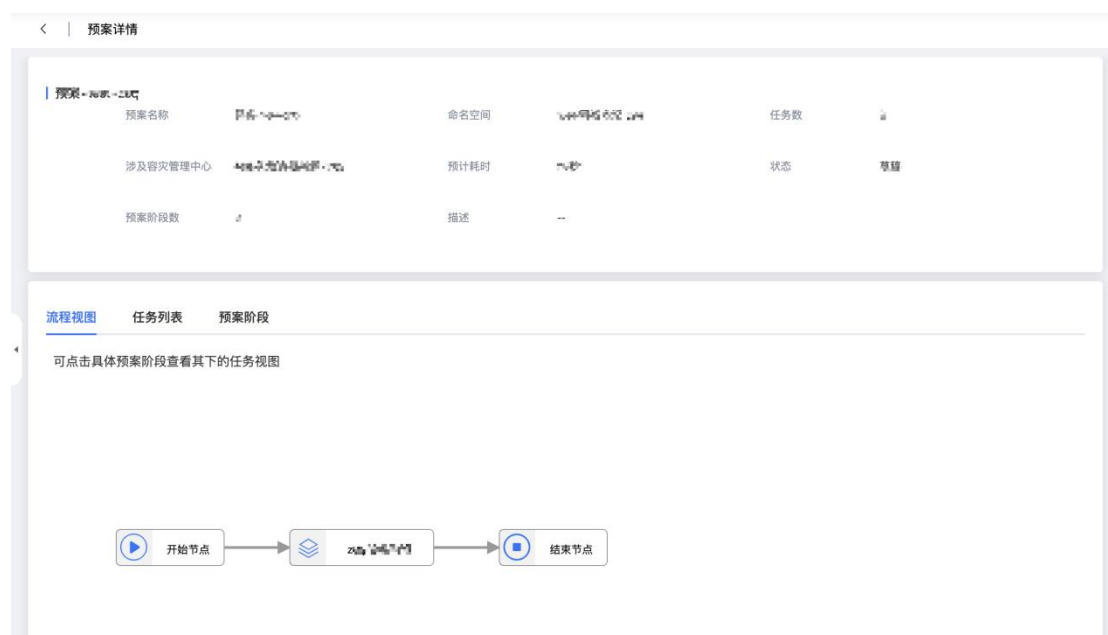 预案详情
预案名称 命名空间 任务数
涉及容灾管理中心 预计耗时 状态 草稿
预案阶段数 描述 --
流程视图 任务列表 预案阶段
可点击具体预案阶段查看其下的任务视图
开始节点 结束节点